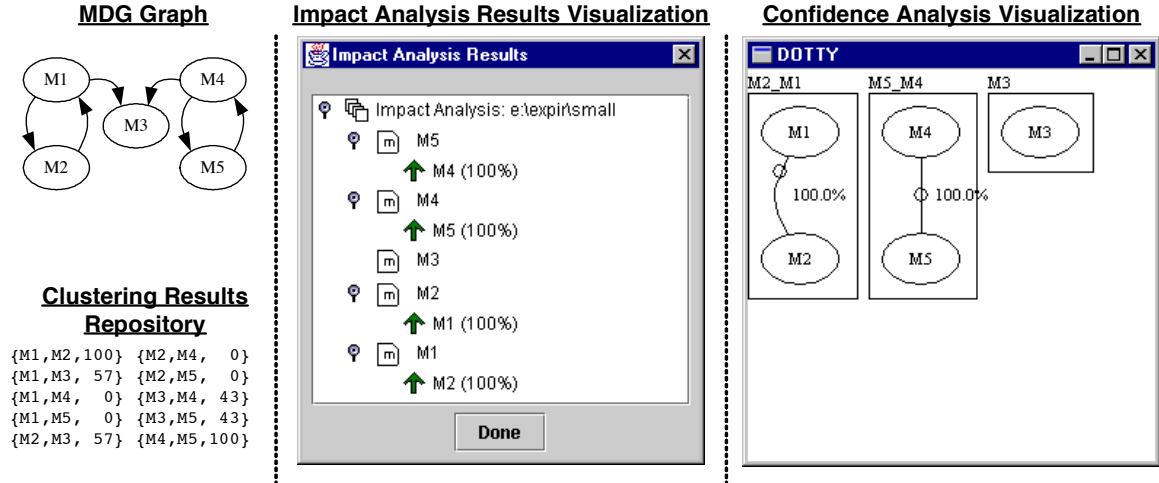 MDG Graph
M1
M4
M3
M2
M5
Clustering Results
Repository
{M1,M2,100} {M2,M4,  0}
{M1,M3, 57} {M2,M5,  0}
{M1,M4,  0} {M3,M4, 43}
{M1,M5,  0} {M3,M5, 43}
{M2,M3, 57} {M4,M5,100}
Impact Analysis Results Visualization
Impact Analysis Results
Impact Analysis: e:\expir\small
m M5
M4 (100%)
m M4
M5 (100%)
m M3
m M2
M1 (100%)
m M1
M2 (100%)
Done
Confidence Analysis Visualization
DOTTY
M2_M1
M1
100.0%
M2
M5_M4
M4
100.0%
M5
M3
M3